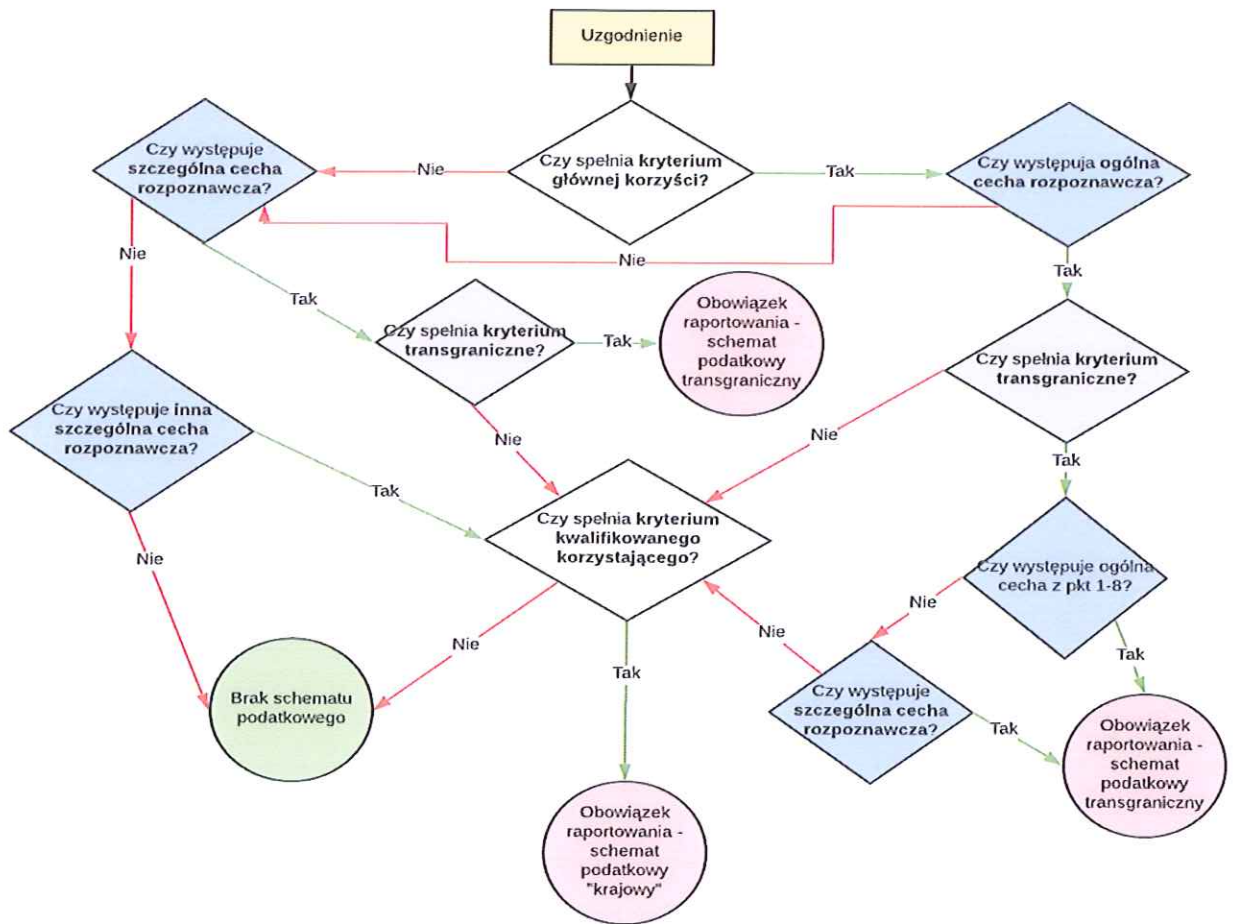 Uzgodnienie
Czy występuje
szczególna cecha
rozpoznawcza?
Nie
Czy spełnia kryterium
głównej korzyści?
Tak
Czy występuja ogólna
cecha rozpoznawcza?
Nie
Nie
Tak
Tak
Czy spełnia kryterium
transgraniczne?
Tak
Obowiązek
raportowania -
schemat
podatkowy
transgraniczny
Czy spełnia kryterium
transgraniczne?
Czy występuje inna
szczególna cecha
rozpoznawcza?
Nie
Nie
Tak
Tak
Czy spełnia kryterium
kwalifikowanego
korzystającego?
Nie
Czy występuje ogólna
cecha z pkt 1-8?
Nie
Nie
Nie
Tak
Tak
Brak schematu
podatkowego
Czy występuje
szczególna cecha
rozpoznawcza?
Tak
Obowiązek
raportowania -
schemat
podatkowy
transgraniczny
Obowiązek
raportowania -
schemat
podatkowy
"krajowy"